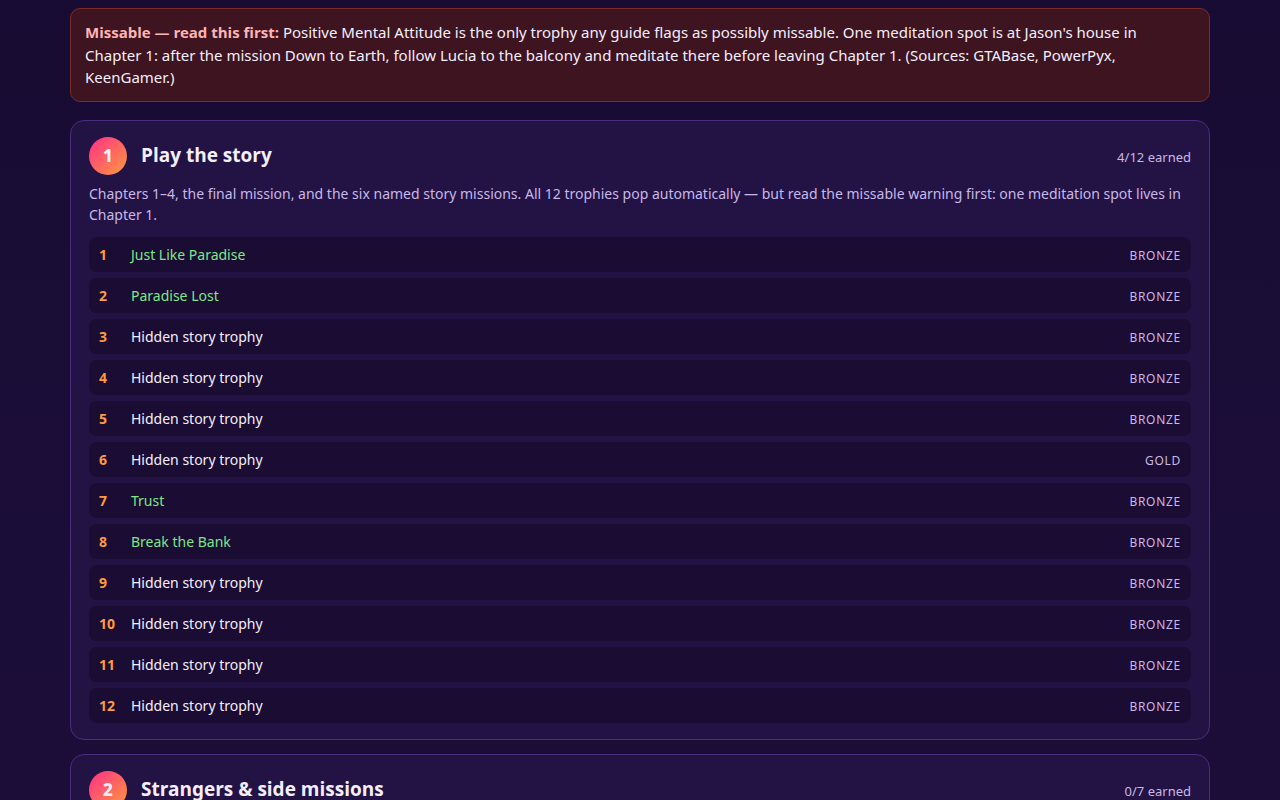 Missable — read this first: Positive Mental Attitude is the only trophy any guide flags as possibly missable. One meditation spot is at Jason's house in
Chapter 1: after the mission Down to Earth, follow Lucia to the balcony and meditate there before leaving Chapter 1. (Sources: GTABase, PowerPyx,
KeenGamer.)
1 Play the story 4/12 earned
Chapters 1–4, the final mission, and the six named story missions. All 12 trophies pop automatically — but read the missable warning first: one meditation spot lives in
Chapter 1.
1 Just Like Paradise BRONZE
2 Paradise Lost BRONZE
3 Hidden story trophy BRONZE
4 Hidden story trophy BRONZE
5 Hidden story trophy BRONZE
6 Hidden story trophy GOLD
7 Trust BRONZE
8 Break the Bank BRONZE
9 Hidden story trophy BRONZE
10 Hidden story trophy BRONZE
11 Hidden story trophy BRONZE
12 Hidden story trophy BRONZE
2 Strangers & side missions 0/7 earned